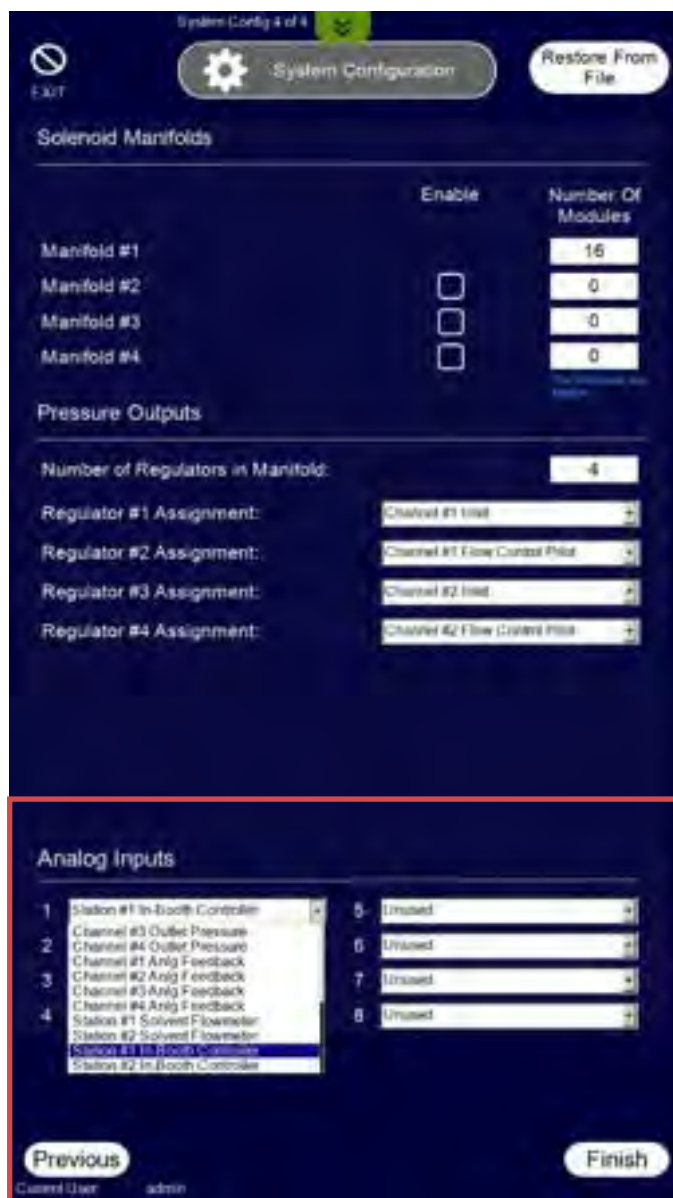 System Config 4 of 4
EXIT
System Configuration
Restore From
File
Solenoid Manifolds
Enable
Number Of
Modules
Manifold #1
16
Manifold #2
0
Manifold #3
0
Manifold #4
0
Pressure Outputs
Number of Regulators in Manifold:
4
Regulator #1 Assignment:
Channel #1 Inlet
Regulator #2 Assignment:
Channel #1 Flow Control Pilot
Regulator #3 Assignment:
Channel #2 Inlet
Regulator #4 Assignment:
Channel #2 Flow Control Pilot
Analog Inputs
1 Station #1 In-Booth Controller
Channel #3 Outlet Pressure
2 Channel #4 Outlet Pressure
Channel #1 Anlg Feedback
Channel #2 Anlg Feedback
3 Channel #3 Anlg Feedback
Channel #4 Anlg Feedback
4 Station #1 Solvent Flowmeter
Station #2 Solvent Flowmeter
Station #1 In-Booth Controller
Station #2 In-Booth Controller
5 Unused
6 Unused
7 Unused
8 Unused
Previous
Finish
Current User
admin